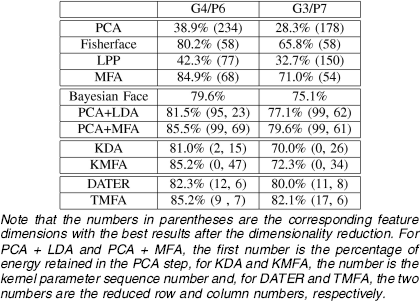 G4/P6 G3/P7
PCA 38.9% (234) 28.3% (178)
Fisherface 80.2% (58) 65.8% (58)
LPP 42.3% (77) 32.7% (150)
MFA 84.9% (68) 71.0% (54)
Bayesian Face 79.6% 75.1%
PCA+LDA 81.5% (95, 23) 77.1% (99, 62)
PCA+MFA 85.5% (99, 69) 79.6% (99, 61)
KDA 81.0% (2, 15) 70.0% (0, 26)
KMFA 85.2% (0, 47) 72.3% (0, 34)
DATER 82.3% (12, 6) 80.0% (11, 8)
TMFA 85.2% (9 , 7) 82.1% (17, 6)
Note that the numbers in parentheses are the corresponding feature
dimensions with the best results after the dimensionality reduction. For
PCA + LDA and PCA + MFA, the first number is the percentage of
energy retained in the PCA step, for KDA and KMFA, the number is the
kernel parameter sequence number and, for DATER and TMFA, the two
numbers are the reduced row and column numbers, respectively.